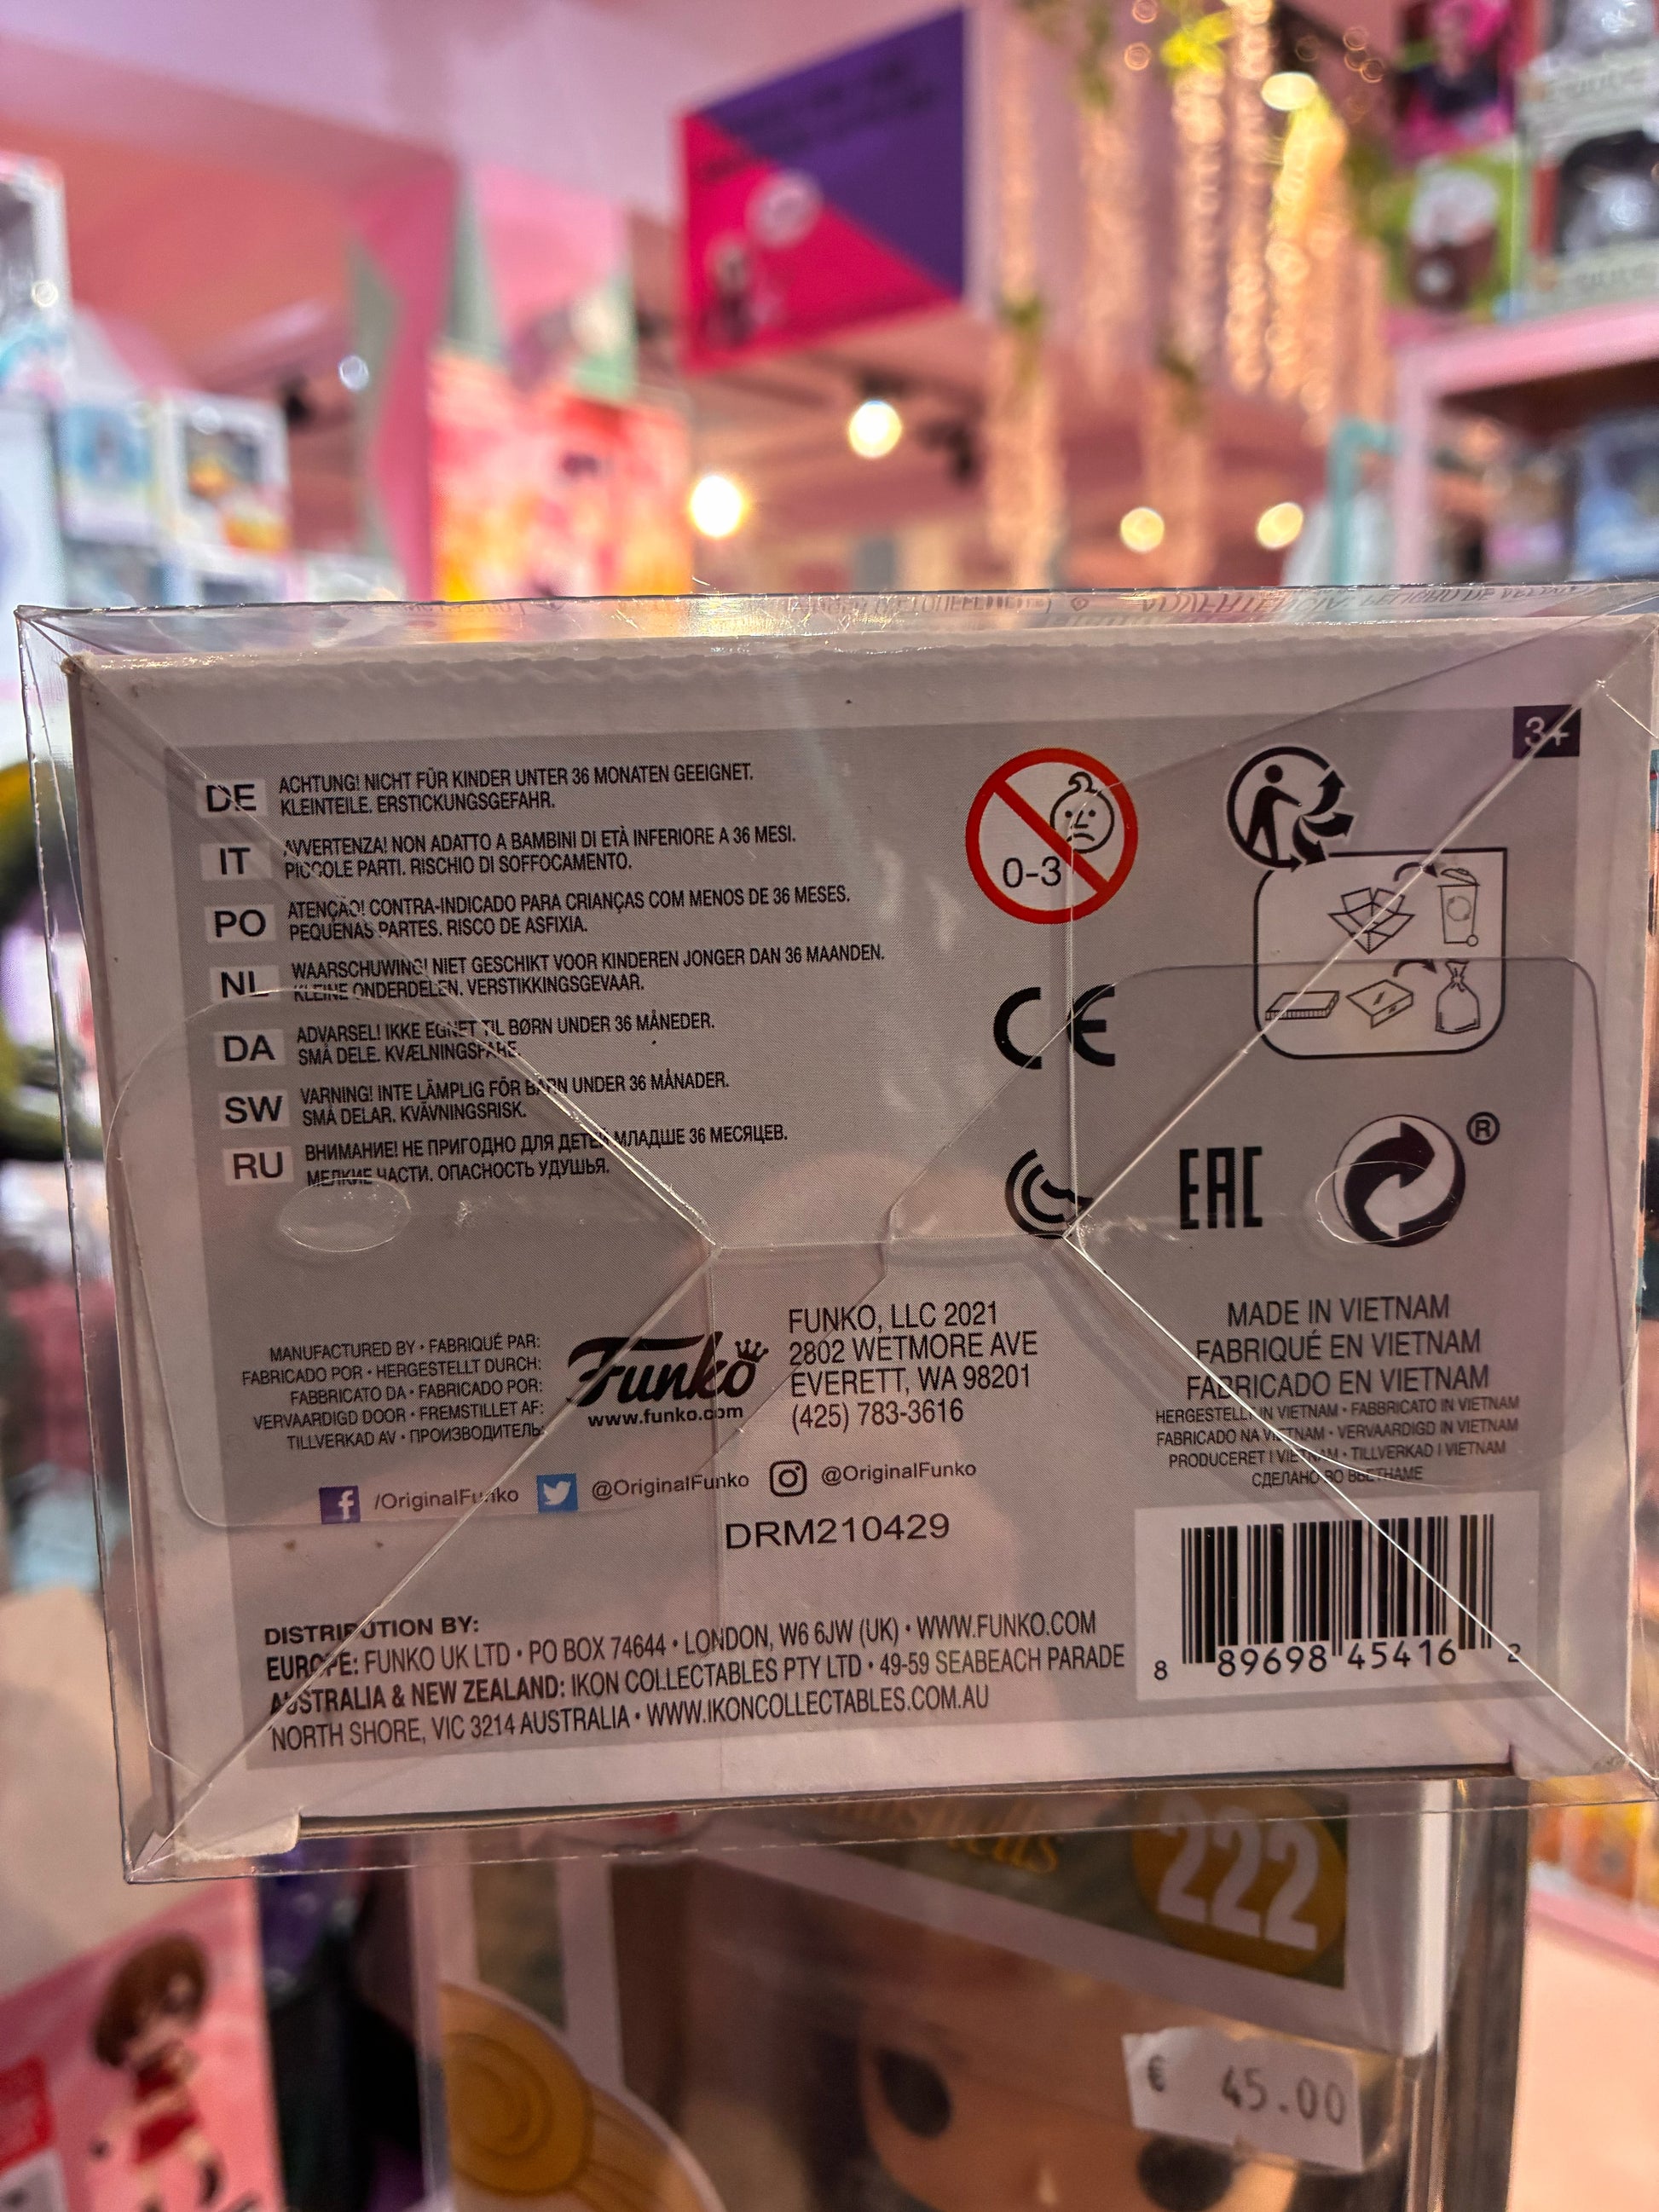 3+
DE
ACHTUNG! NICHT FÜR KINDER UNTER 36 MONATEN GEEIGNET.
KLEINTEILE. ERSTICKUNGSGEFAHR.
IT
AVVERTENZA! NON ADATTO A BAMBINI DI ETÀ INFERIORE A 36 MESI.
PICCOLE PARTI. RISCHIO DI SOFFOCAMENTO.
PO
ATENÇÃO! CONTRA-INDICADO PARA CRIANÇAS COM MENOS DE 36 MESES.
PEQUENAS PARTES. RISCO DE ASFIXIA.
NL
WAARSCHUWING! NIET GESCHIKT VOOR KINDEREN JONGER DAN 36 MAANDEN.
KLEINE ONDERDELEN. VERSTIKKINGSGEVAAR.
DA
ADVARSEL! IKKE EGNET TIL BØRN UNDER 36 MÅNEDER.
SMÅ DELE. KVÆLNINGSFARE.
SW
VARNING! INTE LÄMPLIG FÖR BARN UNDER 36 MÅNADER.
SMÅ DELAR. KVÄVNINGSRISK.
RU
ВНИМАНИЕ! НЕ ПРИГОДНО ДЛЯ ДЕТЕЙ МЛАДШЕ 36 МЕСЯЦЕВ.
МЕЛКИЕ ЧАСТИ. ОПАСНОСТЬ УДУШЬЯ.
0-3
CE
EAC
®
MANUFACTURED BY • FABRIQUÉ PAR:
FABRICADO POR • HERGESTELLT DURCH:
FABBRICATO DA • FABRICADO POR:
VERVAARDIGD DOOR • FREMSTILLET AF:
TILLVERKAD AV • ПРОИЗВОДИТЕЛЬ:
Funko
www.funko.com
FUNKO, LLC 2021
2802 WETMORE AVE
EVERETT, WA 98201
(425) 783-3616
MADE IN VIETNAM
FABRIQUÉ EN VIETNAM
FABRICADO EN VIETNAM
HERGESTELLT IN VIETNAM • FABBRICATO IN VIETNAM
FABRICADO NA VIETNAM • VERVAARDIGD IN VIETNAM
PRODUCERET I VIETNAM • TILLVERKAD I VIETNAM
СДЕЛАНО ВО ВЬЕТНАМЕ
/OriginalFunko @OriginalFunko @OriginalFunko
DRM210429
DISTRIBUTION BY:
EUROPE: FUNKO UK LTD • PO BOX 74644 • LONDON, W6 6JW (UK) • WWW.FUNKO.COM
AUSTRALIA & NEW ZEALAND: IKON COLLECTABLES PTY LTD • 49-59 SEABEACH PARADE
NORTH SHORE, VIC 3214 AUSTRALIA • WWW.IKONCOLLECTABLES.COM.AU
8 89698 45416 2
222
€ 45.00